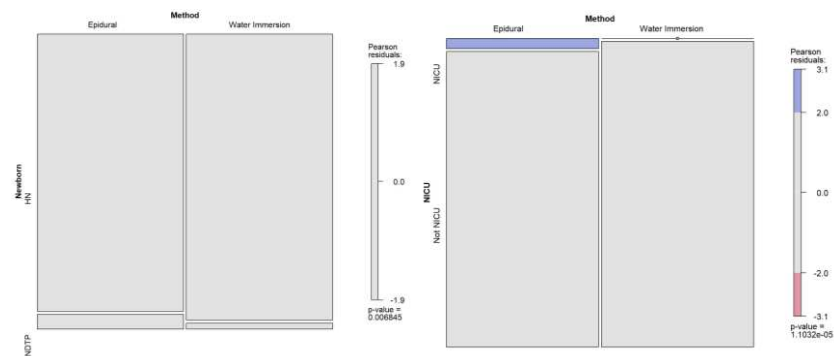 Method
Epidural Water Immersion
Newborn
HN
NDTP
Pearson
residuals:
1.9
0.0
-1.9
p-value =
0.006845
Method
Epidural Water Immersion
NICU
NICU
Not NICU
Pearson
residuals:
3.1
2.0
0.0
-2.0
-3.1
p-value =
1.1032e-05